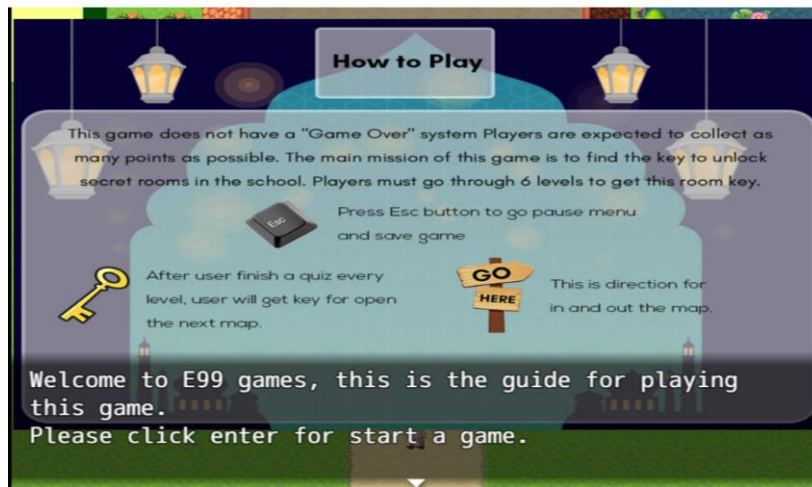 How to Play
This game does not have a "Game Over" system Players are expected to collect as
many points as possible. The main mission of this game is to find the key to unlock
secret rooms in the school. Players must go through 6 levels to get this room key.
Esc
Press Esc button to go pause menu
and save game
After user finish a quiz every
level, user will get key for open
the next map.
GO
HERE
This is direction for
in and out the map.
Welcome to E99 games, this is the guide for playing
this game.
Please click enter for start a game.